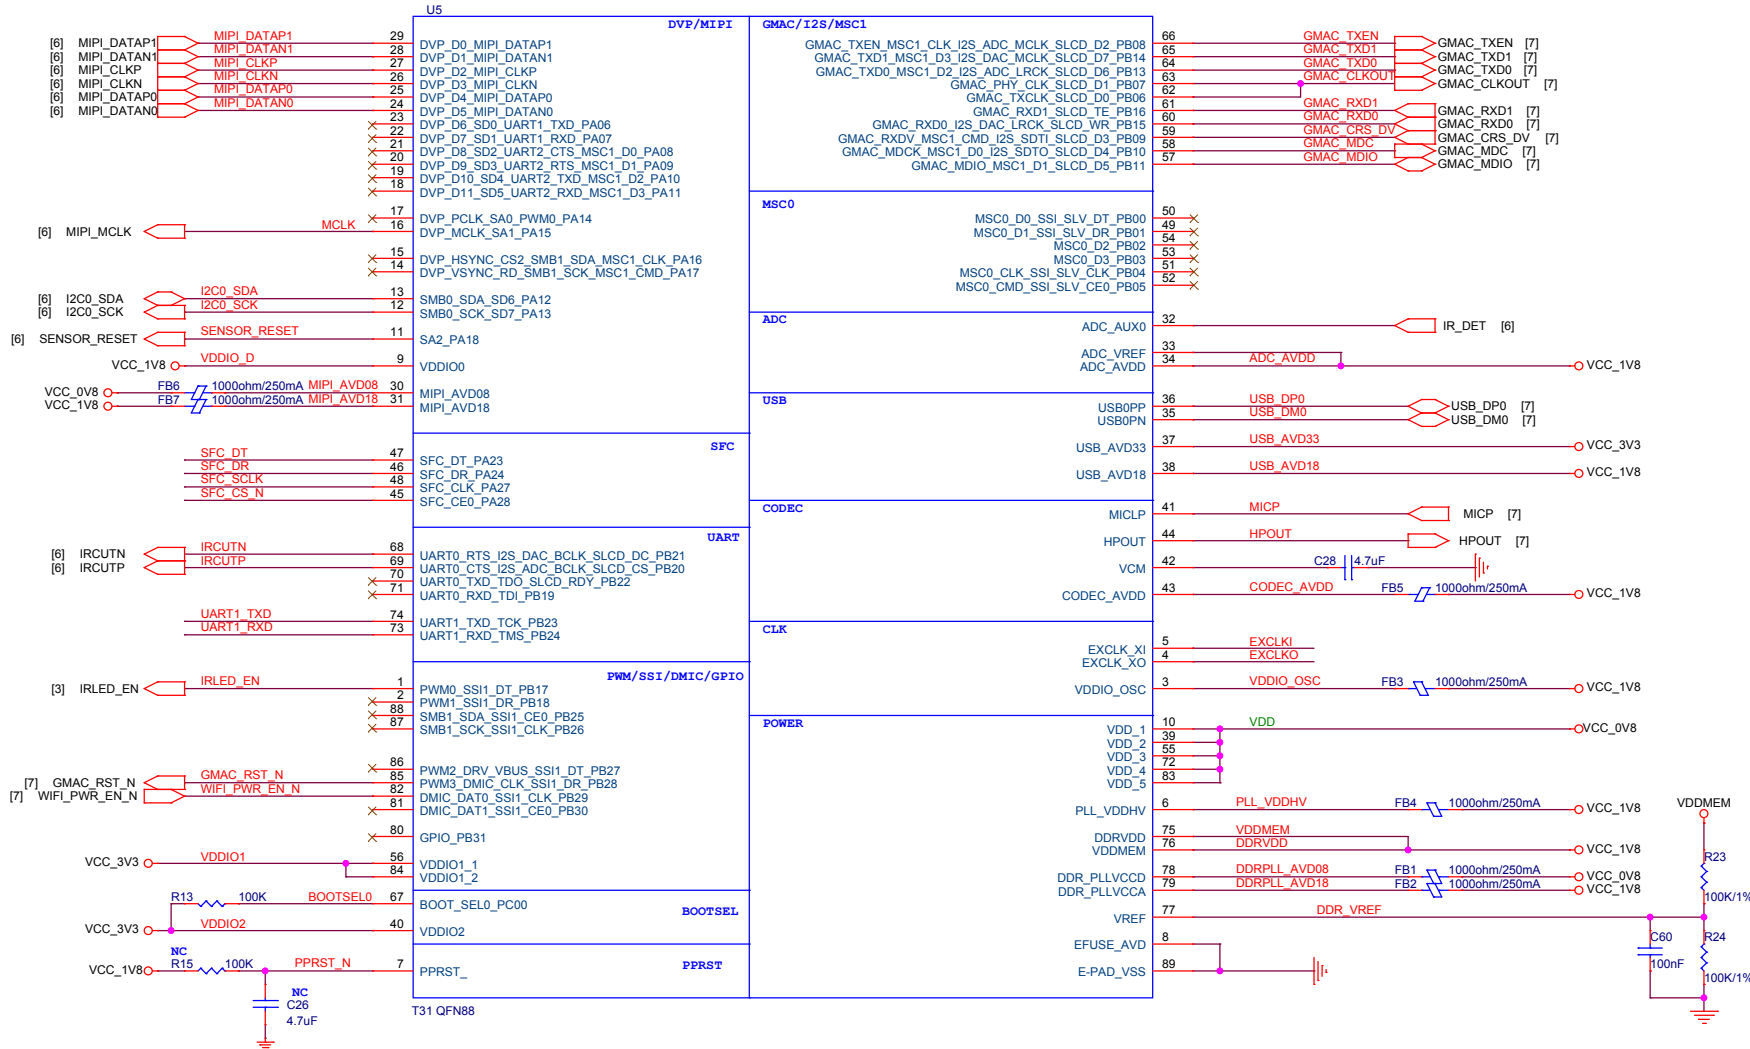 U5
DVP/MIPI
[6] MIPI_DATAP1 MIPI_DATAP1 29 DVP_D0_MIPI_DATAP1
[6] MIPI_DATAN1 MIPI_DATAN1 28 DVP_D1_MIPI_DATAN1
[6] MIPI_CLKP MIPI_CLKP 27 DVP_D2_MIPI_CLKP
[6] MIPI_CLKN MIPI_CLKN 26 DVP_D3_MIPI_CLKN
[6] MIPI_DATAP0 MIPI_DATAP0 25 DVP_D4_MIPI_DATAP0
[6] MIPI_DATAN0 MIPI_DATAN0 24 DVP_D5_MIPI_DATAN0
23 DVP_D6_SD0_UART1_TXD_PA06
22 DVP_D7_SD1_UART1_RXD_PA07
21 DVP_D8_SD2_UART2_CTS_MSC1_D0_PA08
20 DVP_D9_SD3_UART2_RTS_MSC1_D1_PA09
19 DVP_D10_SD4_UART2_TXD_MSC1_D2_PA10
18 DVP_D11_SD5_UART2_RXD_MSC1_D3_PA11
17 DVP_PCLK_SA0_PWM0_PA14
[6] MIPI_MCLK MCLK 16 DVP_MCLK_SA1_PA15
15 DVP_HSYNC_CS2_SMB1_SDA_MSC1_CLK_PA16
14 DVP_VSYNC_RD_SMB1_SCK_MSC1_CMD_PA17
[6] I2C0_SDA I2C0_SDA 13 SMB0_SDA_SD6_PA12
[6] I2C0_SCK I2C0_SCK 12 SMB0_SCK_SD7_PA13
[6] SENSOR_RESET SENSOR_RESET 11 SA2_PA18
VCC_1V8 VDDIO_D 9 VDDIO0
VCC_0V8 FB6 1000ohm/250mA MIPI_AVD08 30 MIPI_AVD08
VCC_1V8 FB7 1000ohm/250mA MIPI_AVD18 31 MIPI_AVD18
SFC
SFC_DT 47 SFC_DT_PA23
SFC_DR 46 SFC_DR_PA24
SFC_SCLK 48 SFC_CLK_PA27
SFC_CS_N 45 SFC_CE0_PA28
UART
[6] IRCUTN IRCUTN 68 UART0_RTS_I2S_DAC_BCLK_SLCD_DC_PB21
[6] IRCUTP IRCUTP 69 UART0_CTS_I2S_ADC_BCLK_SLCD_CS_PB20
70 UART0_TXD_TDO_SLCD_RDY_PB22
71 UART0_RXD_TDI_PB19
UART1_TXD 74 UART1_TXD_TCK_PB23
UART1_RXD 73 UART1_RXD_TMS_PB24
PWM/SSI/DMIC/GPIO
[3] IRLED_EN IRLED_EN 1 PWM0_SSI1_DT_PB17
2 PWM1_SSI1_DR_PB18
88 SMB1_SDA_SSI1_CE0_PB25
87 SMB1_SCK_SSI1_CLK_PB26
86 PWM2_DRV_VBUS_SSI1_DT_PB27
[7] GMAC_RST_N GMAC_RST_N 85 PWM3_DMIC_CLK_SSI1_DR_PB28
[7] WIFI_PWR_EN_N WIFI_PWR_EN_N 82 DMIC_DAT0_SSI1_CLK_PB29
81 DMIC_DAT1_SSI1_CE0_PB30
80 GPIO_PB31
VCC_3V3 VDDIO1 56 VDDIO1_1
84 VDDIO1_2
R13 100K BOOTSEL0 67 BOOT_SEL0_PC00
BOOTSEL
VCC_3V3 VDDIO2 40 VDDIO2
NC
VCC_1V8 R15 100K PPRST_N 7 PPRST_
PPRST
NC
C26
4.7uF
T31 QFN88
GMAC/I2S/MSC1
GMAC_TXEN_MSC1_CLK_I2S_ADC_MCLK_SLCD_D2_PB08 66 GMAC_TXEN GMAC_TXEN [7]
GMAC_TXD1_MSC1_D3_I2S_DAC_MCLK_SLCD_D7_PB14 65 GMAC_TXD1 GMAC_TXD1 [7]
GMAC_TXD0_MSC1_D2_I2S_ADC_LRCK_SLCD_D6_PB13 64 GMAC_TXD0 GMAC_TXD0 [7]
GMAC_PHY_CLK_SLCD_D1_PB07 63 GMAC_CLKOUT GMAC_CLKOUT [7]
GMAC_TXCLK_SLCD_D0_PB06 62
GMAC_RXD1_SLCD_TE_PB16 61 GMAC_RXD1 GMAC_RXD1 [7]
GMAC_RXD0_I2S_DAC_LRCK_SLCD_WR_PB15 60 GMAC_RXD0 GMAC_RXD0 [7]
GMAC_RXDV_MSC1_CMD_I2S_SDTI_SLCD_D3_PB09 59 GMAC_CRS_DV GMAC_CRS_DV [7]
GMAC_MDCK_MSC1_D0_I2S_SDTO_SLCD_D4_PB10 58 GMAC_MDC GMAC_MDC [7]
GMAC_MDIO_MSC1_D1_SLCD_D5_PB11 57 GMAC_MDIO GMAC_MDIO [7]
MSC0
MSC0_D0_SSI_SLV_DT_PB00 50
MSC0_D1_SSI_SLV_DR_PB01 49
MSC0_D2_PB02 54
MSC0_D3_PB03 53
MSC0_CLK_SSI_SLV_CLK_PB04 51
MSC0_CMD_SSI_SLV_CE0_PB05 52
ADC
ADC_AUX0 32 IR_DET [6]
ADC_VREF 33
ADC_AVDD 34 ADC_AVDD VCC_1V8
USB
USB0PP 36 USB_DP0 USB_DP0 [7]
USB0PN 35 USB_DM0 USB_DM0 [7]
USB_AVD33 37 USB_AVD33 VCC_3V3
USB_AVD18 38 USB_AVD18 VCC_1V8
CODEC
MICLP 41 MICP MICP [7]
HPOUT 44 HPOUT HPOUT [7]
VCM 42 C28 4.7uF
CODEC_AVDD 43 CODEC_AVDD FB5 1000ohm/250mA VCC_1V8
CLK
EXCLK_XI 5 EXCLKI
EXCLK_XO 4 EXCLKO
VDDIO_OSC 3 VDDIO_OSC FB3 1000ohm/250mA VCC_1V8
POWER
VDD_1 10 VDD VCC_0V8
VDD_2 39
VDD_3 55
VDD_4 72
VDD_5 83
PLL_VDDHV 6 PLL_VDDHV FB4 1000ohm/250mA VCC_1V8
DDRVDD 75 VDDMEM
VDDMEM 76 DDRVDD VCC_1V8
DDR_PLLVCCD 78 DDRPLL_AVD08 FB1 1000ohm/250mA VCC_0V8
DDR_PLLVCCA 79 DDRPLL_AVD18 FB2 1000ohm/250mA VCC_1V8
VREF 77 DDR_VREF
EFUSE_AVD 8
E-PAD_VSS 89
VDDMEM
R23
100K/1%
C60
100nF
R24
100K/1%